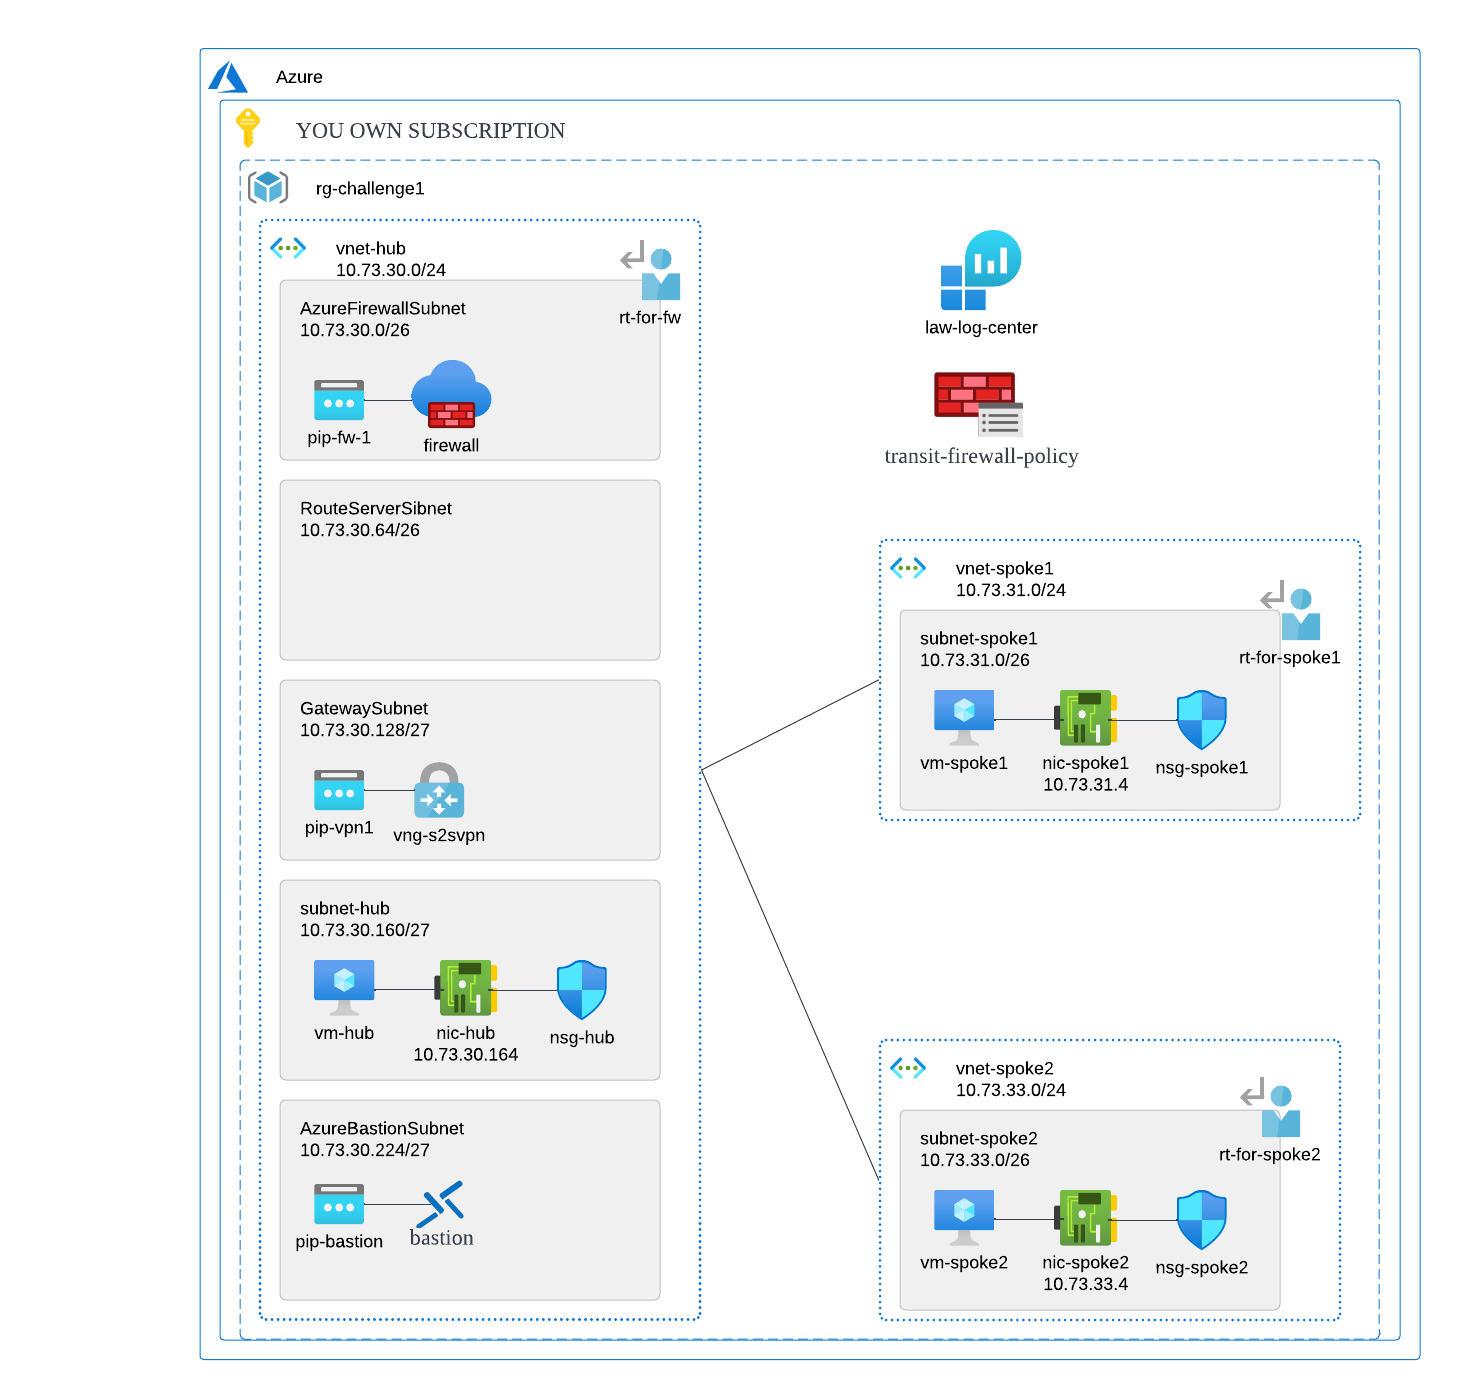 Azure
YOU OWN SUBSCRIPTION
rg-challenge1
vnet-hub
10.73.30.0/24
rt-for-fw
AzureFirewallSubnet
10.73.30.0/26
pip-fw-1
firewall
RouteServerSibnet
10.73.30.64/26
GatewaySubnet
10.73.30.128/27
pip-vpn1
vng-s2svpn
subnet-hub
10.73.30.160/27
vm-hub
nic-hub
10.73.30.164
nsg-hub
AzureBastionSubnet
10.73.30.224/27
pip-bastion
bastion
law-log-center
transit-firewall-policy
vnet-spoke1
10.73.31.0/24
rt-for-spoke1
subnet-spoke1
10.73.31.0/26
vm-spoke1
nic-spoke1
10.73.31.4
nsg-spoke1
vnet-spoke2
10.73.33.0/24
rt-for-spoke2
subnet-spoke2
10.73.33.0/26
vm-spoke2
nic-spoke2
10.73.33.4
nsg-spoke2